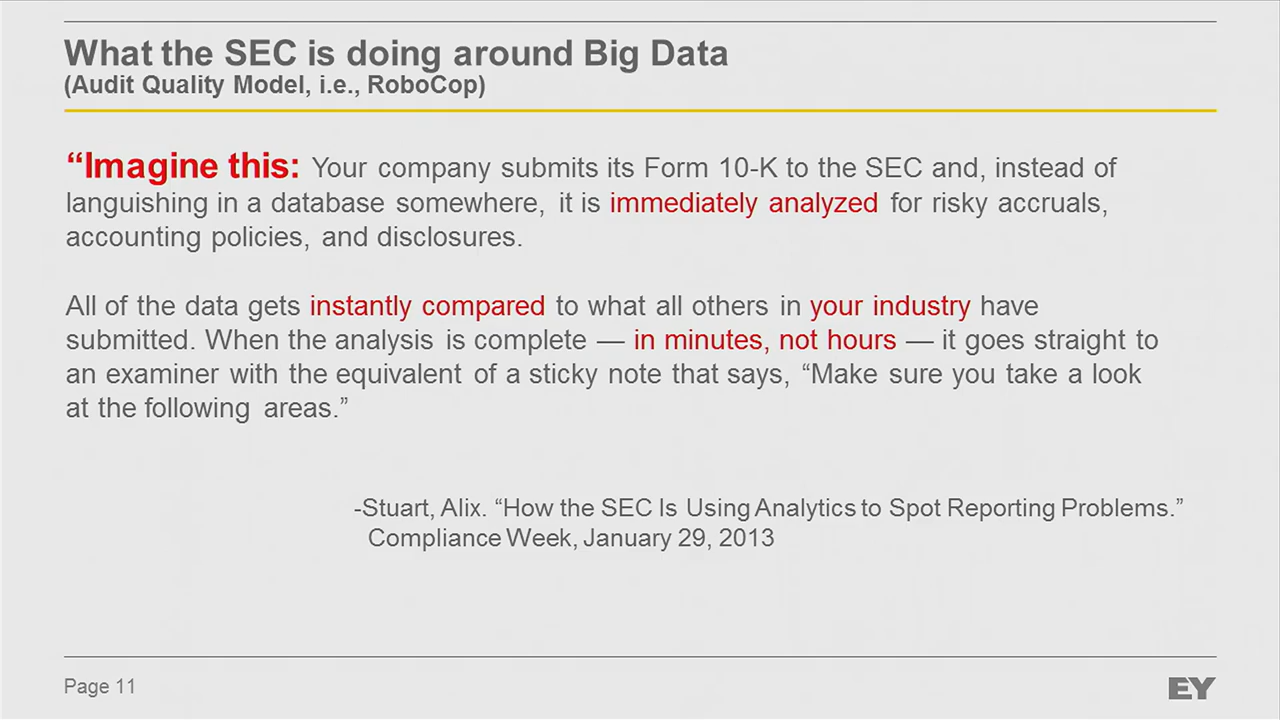 What the SEC is doing around Big Data
(Audit Quality Model, i.e., RoboCop)
“Imagine this: Your company submits its Form 10-K to the SEC and, instead of
languishing in a database somewhere, it is immediately analyzed for risky accruals,
accounting policies, and disclosures.
All of the data gets instantly compared to what all others in your industry have
submitted. When the analysis is complete — in minutes, not hours — it goes straight to
an examiner with the equivalent of a sticky note that says, “Make sure you take a look
at the following areas.”
-Stuart, Alix. “How the SEC Is Using Analytics to Spot Reporting Problems.”
Compliance Week, January 29, 2013
Page 11
EY